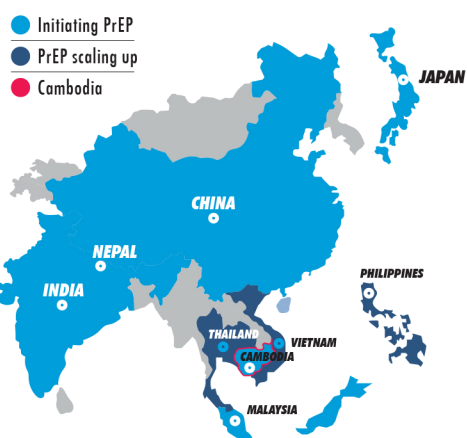 Initiating PrEP
PrEP scaling up
Cambodia
JAPAN
CHINA
NEPAL
INDIA
PHILIPPINES
THAILAND
VIETNAM
CAMBODIA
MALAYSIA